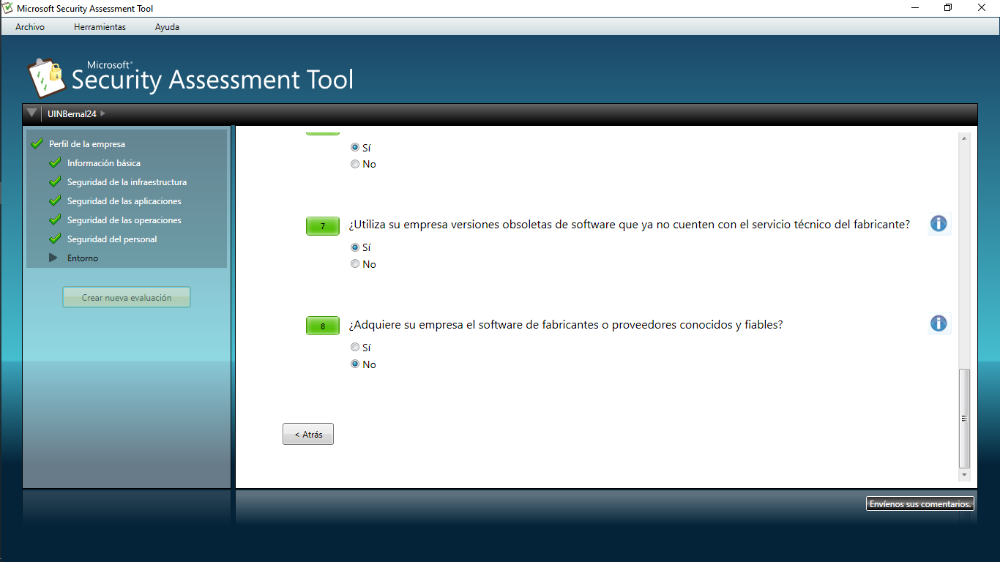 Microsoft Security Assessment Tool
Archivo Herramientas Ayuda
Microsoft®
Security Assessment Tool
UINBernal24
Perfil de la empresa
Información básica
Seguridad de la infraestructura
Seguridad de las aplicaciones
Seguridad de las operaciones
Seguridad del personal
Entorno
Crear nueva evaluación
Sí
No
7 ¿Utiliza su empresa versiones obsoletas de software que ya no cuenten con el servicio técnico del fabricante?
Sí
No
8 ¿Adquiere su empresa el software de fabricantes o proveedores conocidos y fiables?
Sí
No
< Atrás
Envíenos sus comentarios.